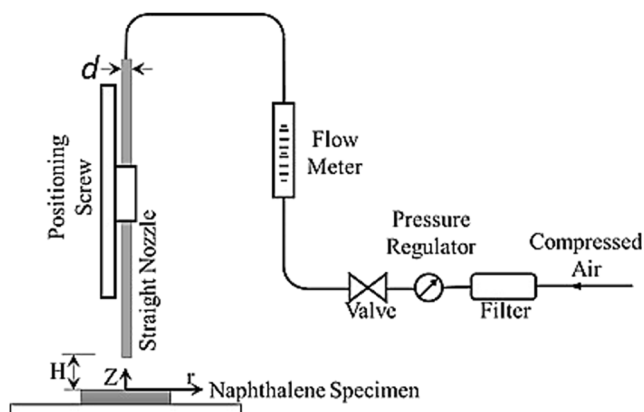 d
Positioning
Screw
Straight Nozzle
Flow
Meter
Pressure
Regulator
Compressed
Air
Valve
Filter
H
Z
r
Naphthalene Specimen